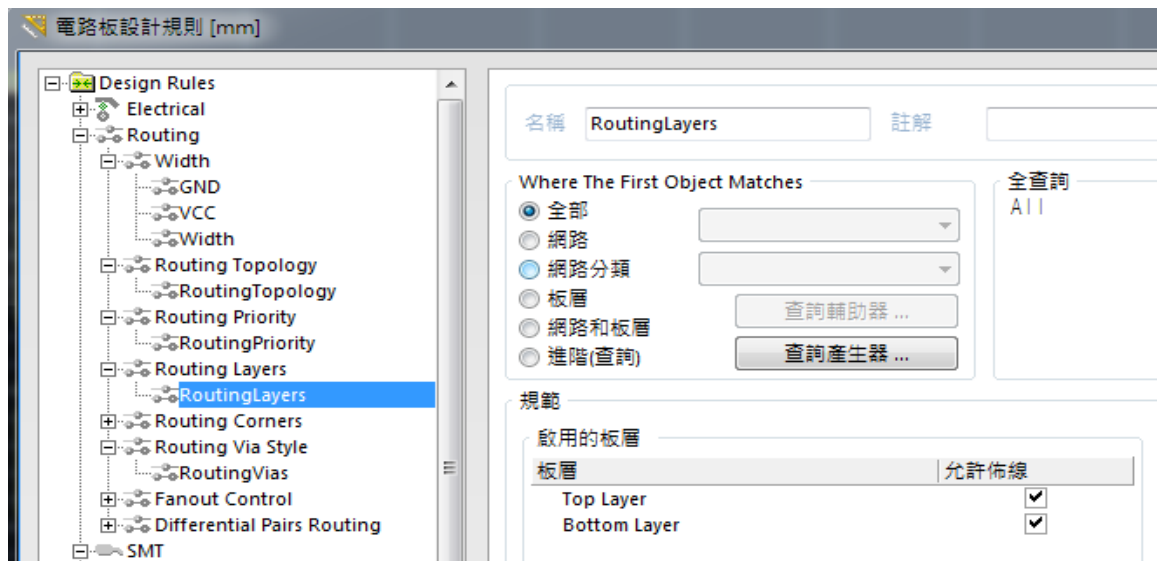 電路板設計規則 [mm]
Design Rules
Electrical
Routing
Width
GND
VCC
Width
Routing Topology
RoutingTopology
Routing Priority
RoutingPriority
Routing Layers
RoutingLayers
Routing Corners
Routing Via Style
RoutingVias
Fanout Control
Differential Pairs Routing
SMT
名稱 RoutingLayers 註解
Where The First Object Matches
全部
網路
網路分類
板層
網路和板層
進階(查詢)
查詢輔助器 ...
查詢產生器 ...
全查詢
All
規範
啟用的板層
板層 允許佈線
Top Layer
Bottom Layer